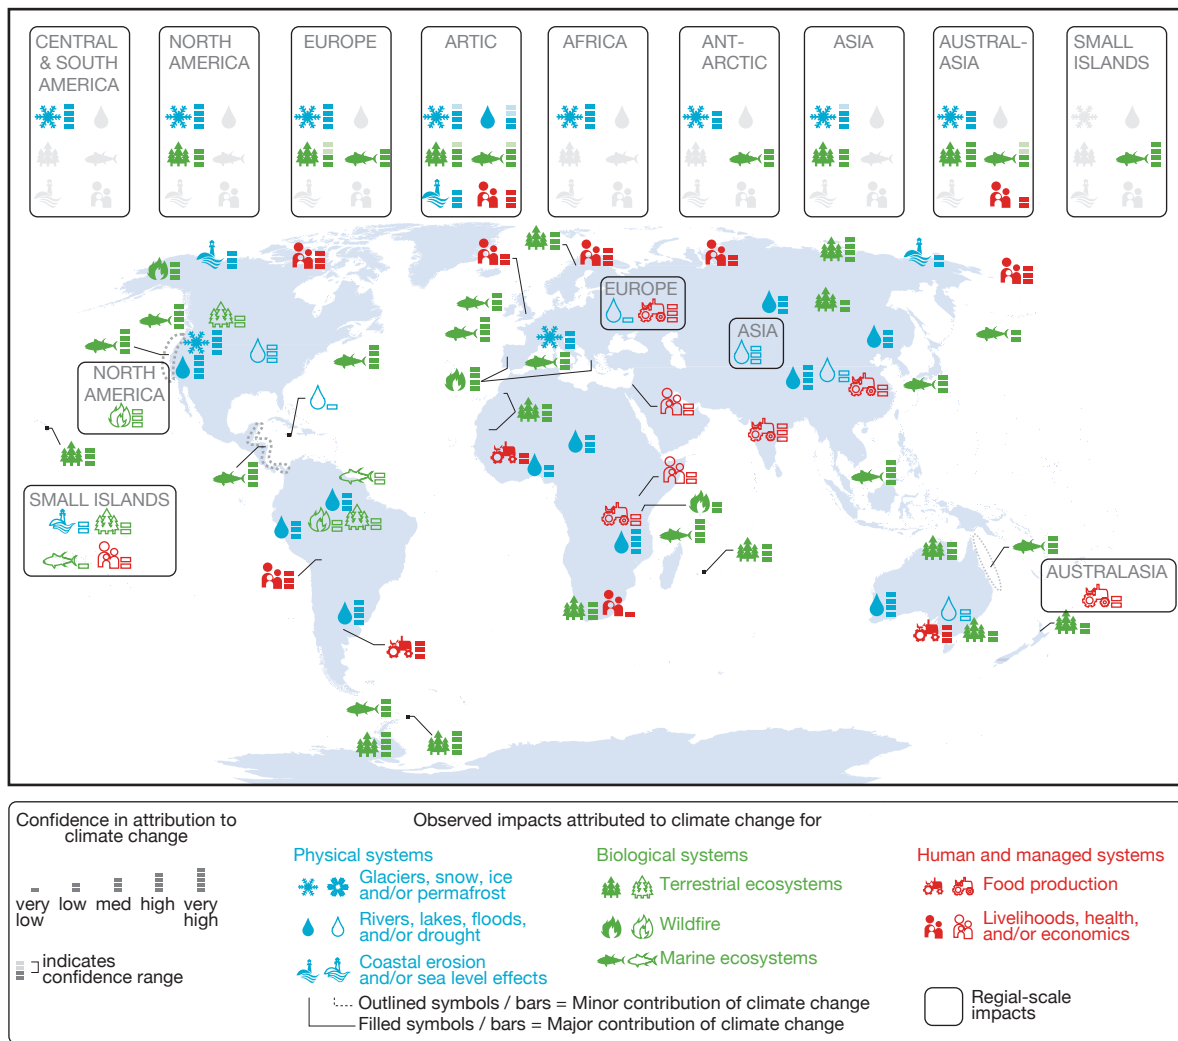 CENTRAL
& SOUTH
AMERICA
NORTH
AMERICA
EUROPE
ARTIC
AFRICA
ANT-
ARCTIC
ASIA
AUSTRAL-
ASIA
SMALL
ISLANDS
EUROPE
ASIA
NORTH
AMERICA
SMALL ISLANDS
AUSTRALASIA
Confidence in attribution to
climate change
very
low
low
med
high
very
high
indicates
confidence range
Observed impacts attributed to climate change for
Physical systems
Glaciers, snow, ice
and/or permafrost
Rivers, lakes, floods,
and/or drought
Coastal erosion
and/or sea level effects
Biological systems
Terrestrial ecosystems
Wildfire
Marine ecosystems
Human and managed systems
Food production
Livelihoods, health,
and/or economics
Outlined symbols / bars = Minor contribution of climate change
Filled symbols / bars = Major contribution of climate change
Regial-scale
impacts